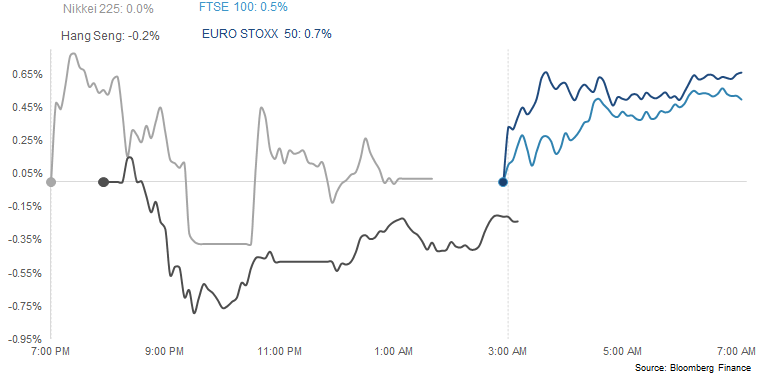 Nikkei 225: 0.0%
FTSE 100: 0.5%
Hang Seng: -0.2%
EURO STOXX 50: 0.7%
0.65%
0.45%
0.25%
0.05%
-0.15%
-0.35%
-0.55%
-0.75%
-0.95%
7:00 PM
9:00 PM
11:00 PM
1:00 AM
3:00 AM
5:00 AM
7:00 AM
Source: Bloomberg Finance